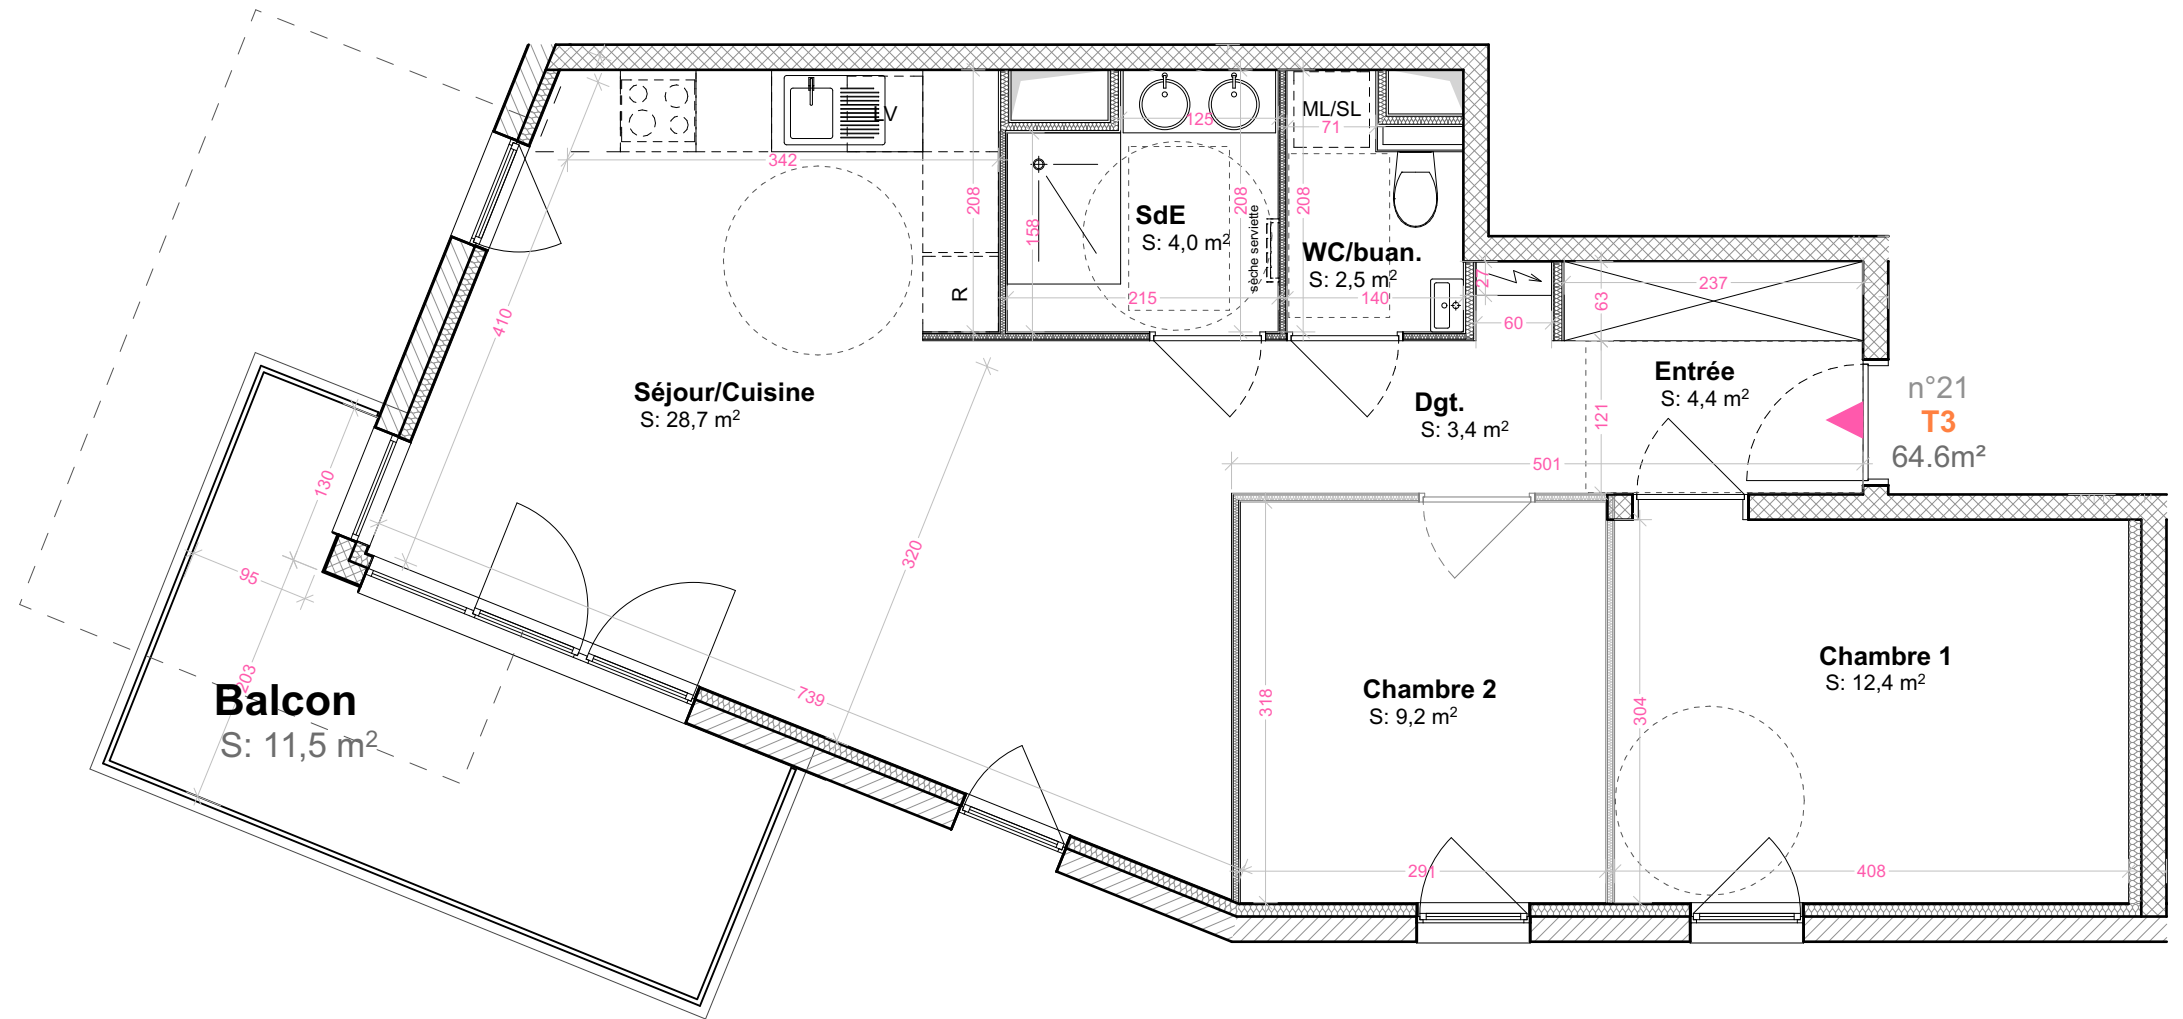 LV
ML/SL
125
71
342
208
158
208
208
SdE
S: 4,0 m²
sèche serviette
WC/buan.
S: 2,5 m²
R
215
140
27
60
63
237
410
Séjour/Cuisine
S: 28,7 m²
Dgt.
S: 3,4 m²
Entrée
S: 4,4 m²
121
n°21
T3
64.6m²
501
130
95
320
203
Balcon
S: 11,5 m²
739
318
Chambre 2
S: 9,2 m²
304
Chambre 1
S: 12,4 m²
291
408